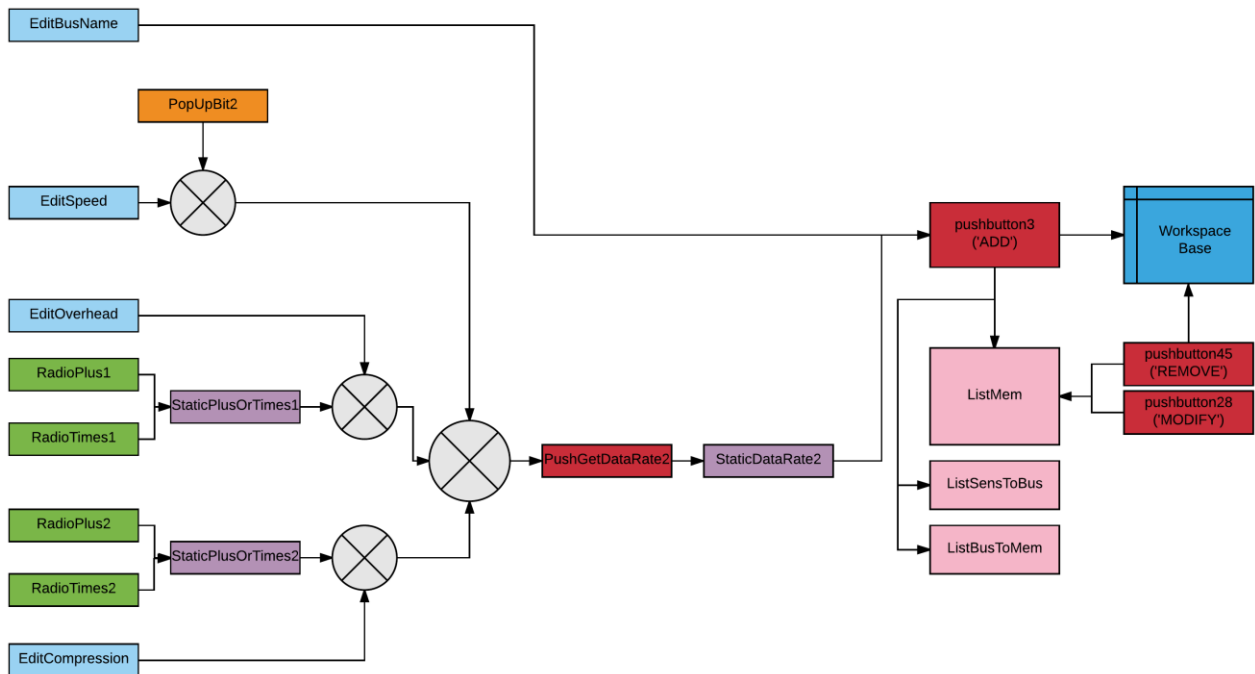 EditBusName
PopUpBit2
EditSpeed
pushbutton3
('ADD')
Workspace
Base
EditOverhead
RadioPlus1
StaticPlusOrTimes1
RadioTimes1
ListMem
pushbutton45
('REMOVE')
pushbutton28
('MODIFY')
PushGetDataRate2
StaticDataRate2
ListSensToBus
RadioPlus2
StaticPlusOrTimes2
RadioTimes2
ListBusToMem
EditCompression